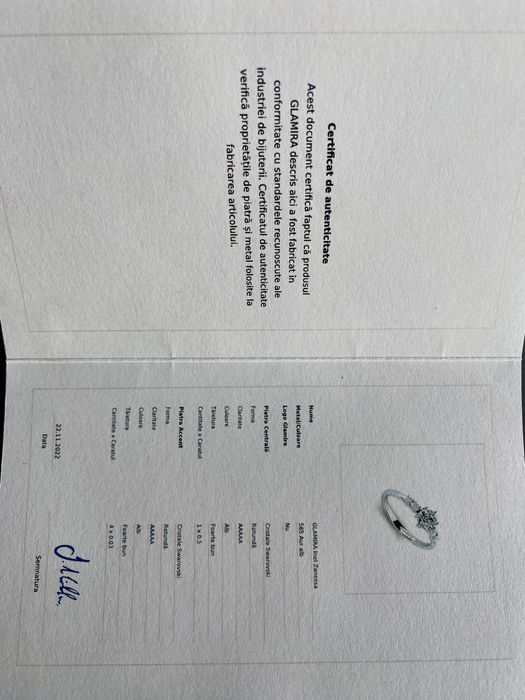 Certificat de autenticitate
Acest document certifică faptul că produsul
GLAMIRA descris aici a fost fabricat în
conformitate cu standardele recunoscute ale
industriei de bijuterii. Certificatul de autenticitate
verifică proprietățile de piatră și metal folosite la
fabricarea articolului.
Nume GLAMIRA Inel Zanessa
Metal/Culoare 585 Aur alb
Logo Glamira Nu
Piatra Centrală Cristale Swarovski
Forma Rotundă
Claritate AAAAA
Culoare Alb
Tăietura Foarte bun
Cantitate x Caratul 1 x 0.5
Piatra Accent Cristale Swarovski
Forma Rotundă
Claritate AAAAA
Culoare Alb
Tăietura Foarte bun
Cantitate x Caratul 4 x 0.03
22.11.2022
Data Semnatura